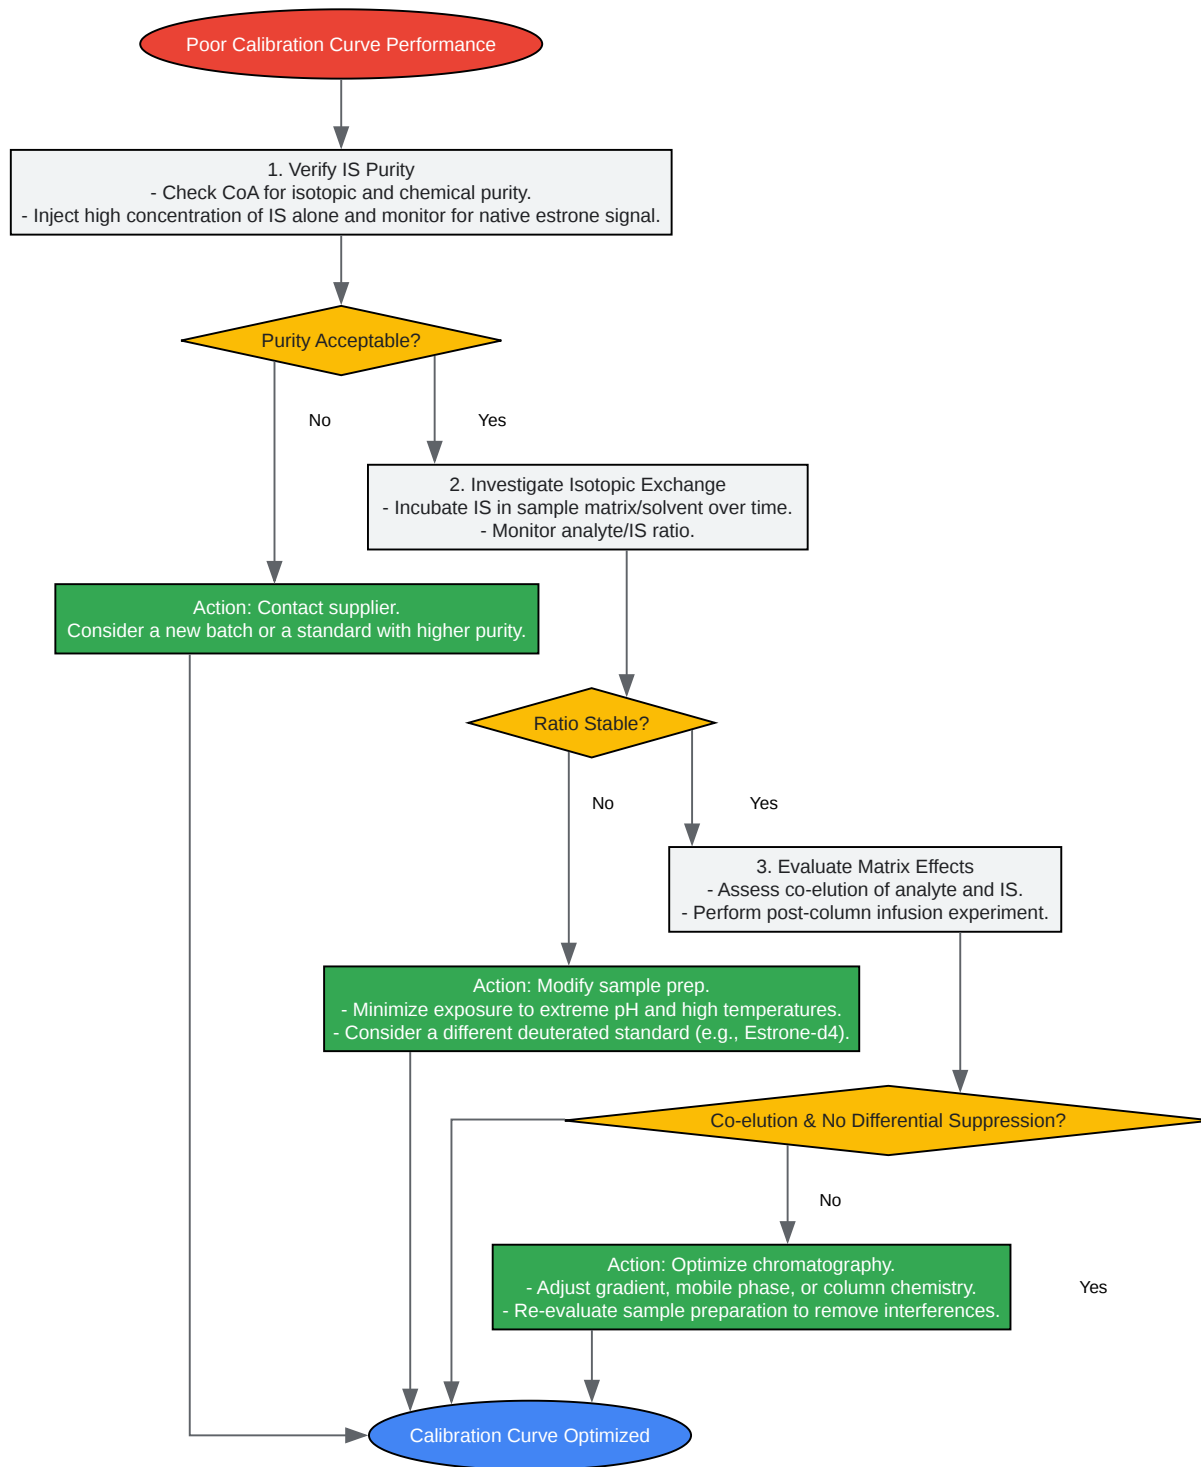 Poor Calibration Curve Performance
1. Verify IS Purity
- Check CoA for isotopic and chemical purity.
- Inject high concentration of IS alone and monitor for native estrone signal.
Purity Acceptable?
No
Yes
2. Investigate Isotopic Exchange
- Incubate IS in sample matrix/solvent over time.
- Monitor analyte/IS ratio.
Action: Contact supplier.
Consider a new batch or a standard with higher purity.
Ratio Stable?
No
Yes
3. Evaluate Matrix Effects
- Assess co-elution of analyte and IS.
- Perform post-column infusion experiment.
Action: Modify sample prep.
- Minimize exposure to extreme pH and high temperatures.
- Consider a different deuterated standard (e.g., Estrone-d4).
Co-elution & No Differential Suppression?
No
Action: Optimize chromatography.
- Adjust gradient, mobile phase, or column chemistry.
- Re-evaluate sample preparation to remove interferences.
Yes
Calibration Curve Optimized